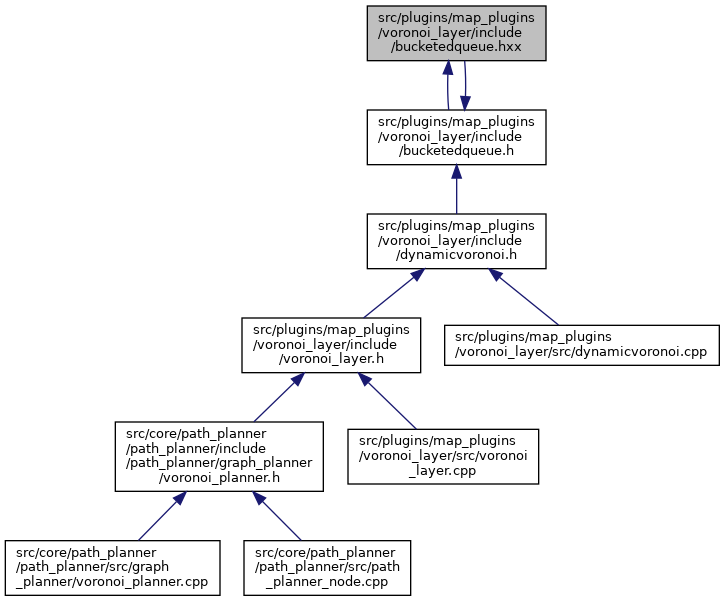 src/plugins/map_plugins
/voronoi_layer/include
/bucketedqueue.hxx
src/plugins/map_plugins
/voronoi_layer/include
/bucketedqueue.h
src/plugins/map_plugins
/voronoi_layer/include
/dynamicvoronoi.h
src/plugins/map_plugins
/voronoi_layer/include
/voronoi_layer.h
src/plugins/map_plugins
/voronoi_layer/src/dynamicvoronoi.cpp
src/core/path_planner
/path_planner/include
/path_planner/graph_planner
/voronoi_planner.h
src/plugins/map_plugins
/voronoi_layer/src/voronoi
_layer.cpp
src/core/path_planner
/path_planner/src/graph
_planner/voronoi_planner.cpp
src/core/path_planner
/path_planner/src/path
_planner_node.cpp